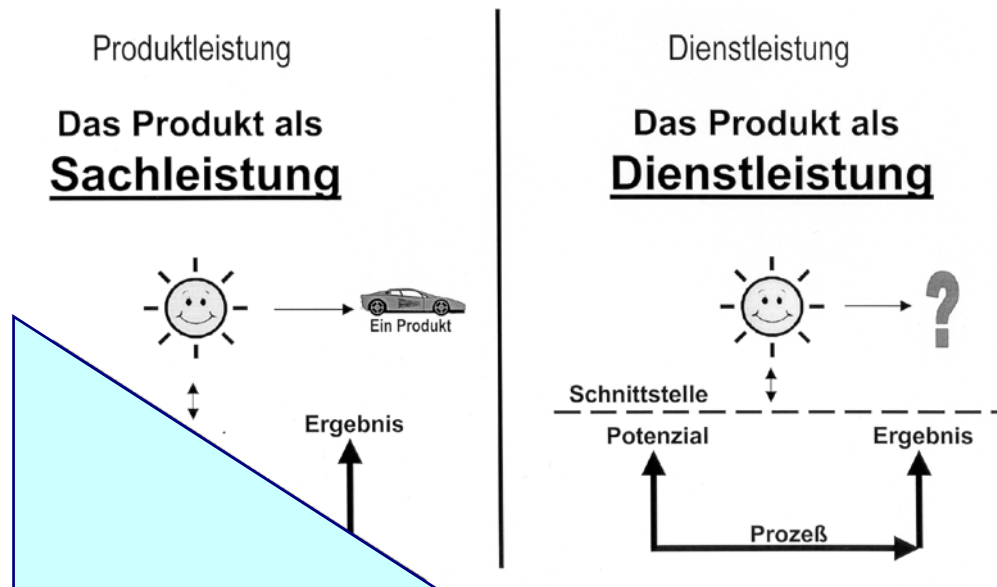 Produktleistung
Das Produkt als
Sachleistung
Ein Produkt
Ergebnis
Dienstleistung
Das Produkt als
Dienstleistung
?
Schnittstelle
Potenzial
Ergebnis
Prozeß